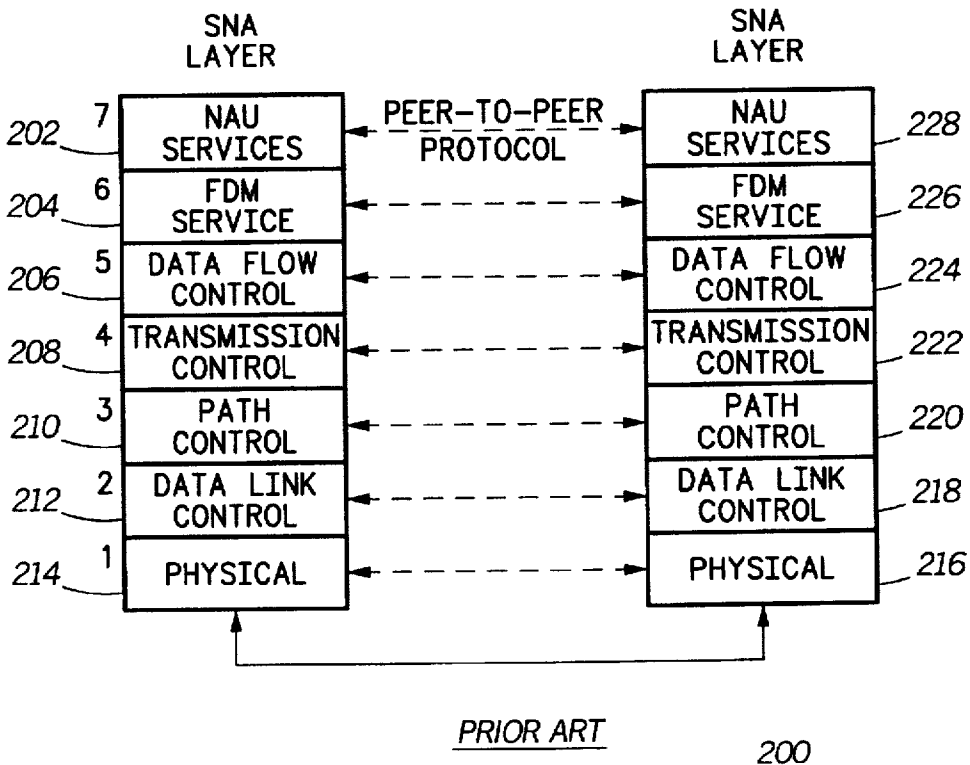 SNA
LAYER
SNA
LAYER
202
7
NAU
SERVICES
PEER-TO-PEER
PROTOCOL
NAU
SERVICES
228
204
6
FDM
SERVICE
FDM
SERVICE
226
206
5
DATA FLOW
CONTROL
DATA FLOW
CONTROL
224
208
4
TRANSMISSION
CONTROL
TRANSMISSION
CONTROL
222
210
3
PATH
CONTROL
PATH
CONTROL
220
212
2
DATA LINK
CONTROL
DATA LINK
CONTROL
218
214
1
PHYSICAL
PHYSICAL
216
PRIOR ART
200